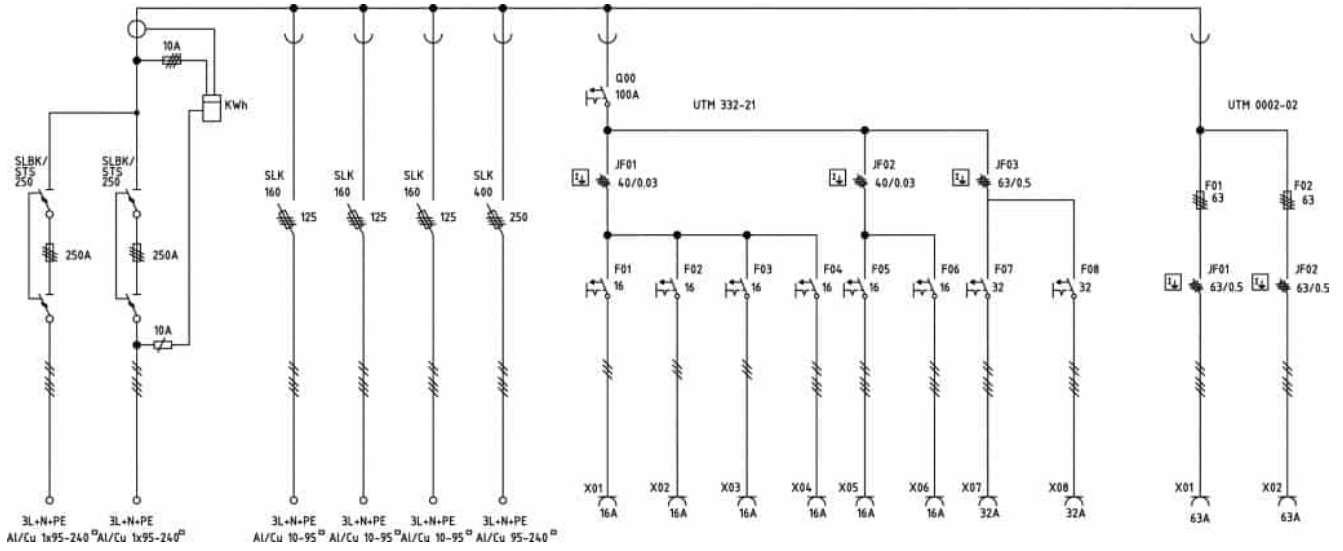 10A
KWh
SLBK/
STS
250
250A
SLBK/
STS
250
250A
10A
3L+N+PE
Al/Cu 1x95-240□
3L+N+PE
Al/Cu 1x95-240□
SLK
160
125
SLK
160
125
SLK
160
125
SLK
400
250
3L+N+PE
Al/Cu 10-95□
3L+N+PE
Al/Cu 10-95□
3L+N+PE
Al/Cu 10-95□
3L+N+PE
Al/Cu 95-240□
Q00
100A
UTM 332-21
JF01
40/0,03
JF02
40/0,03
JF03
63/0.5
F01
16
F02
16
F03
16
F04
16
F05
16
F06
16
F07
32
F08
32
X01
16A
X02
16A
X03
16A
X04
16A
X05
16A
X06
16A
X07
32A
X08
32A
UTM 0002-02
F01
63
F02
63
JF01
63/0.5
JF02
63/0.5
X01
63A
X02
63A